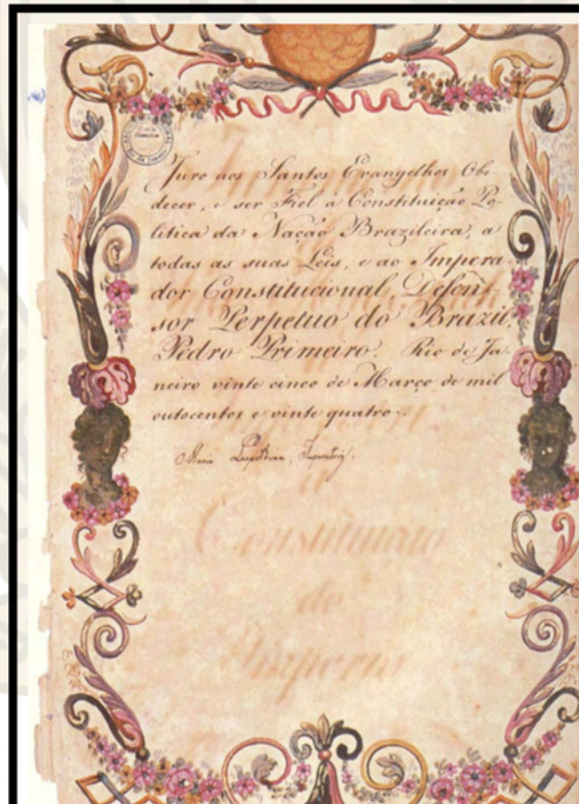 Juro aos Santos Evangelhos Obe-
decer, e ser Fiel à Constituição Po-
litica da Nação Brazileira, a
todas as suas Leis, e ao Impera-
dor Constitucional, Defen-
sor Perpetuo do Brazil,
Pedro Primeiro. Rio de Ja-
neiro vinte cinco de Março de mil
outocentos e vinte quatro.
Maria Leopoldina, Imperatriz.
Constituição
do
Imperio